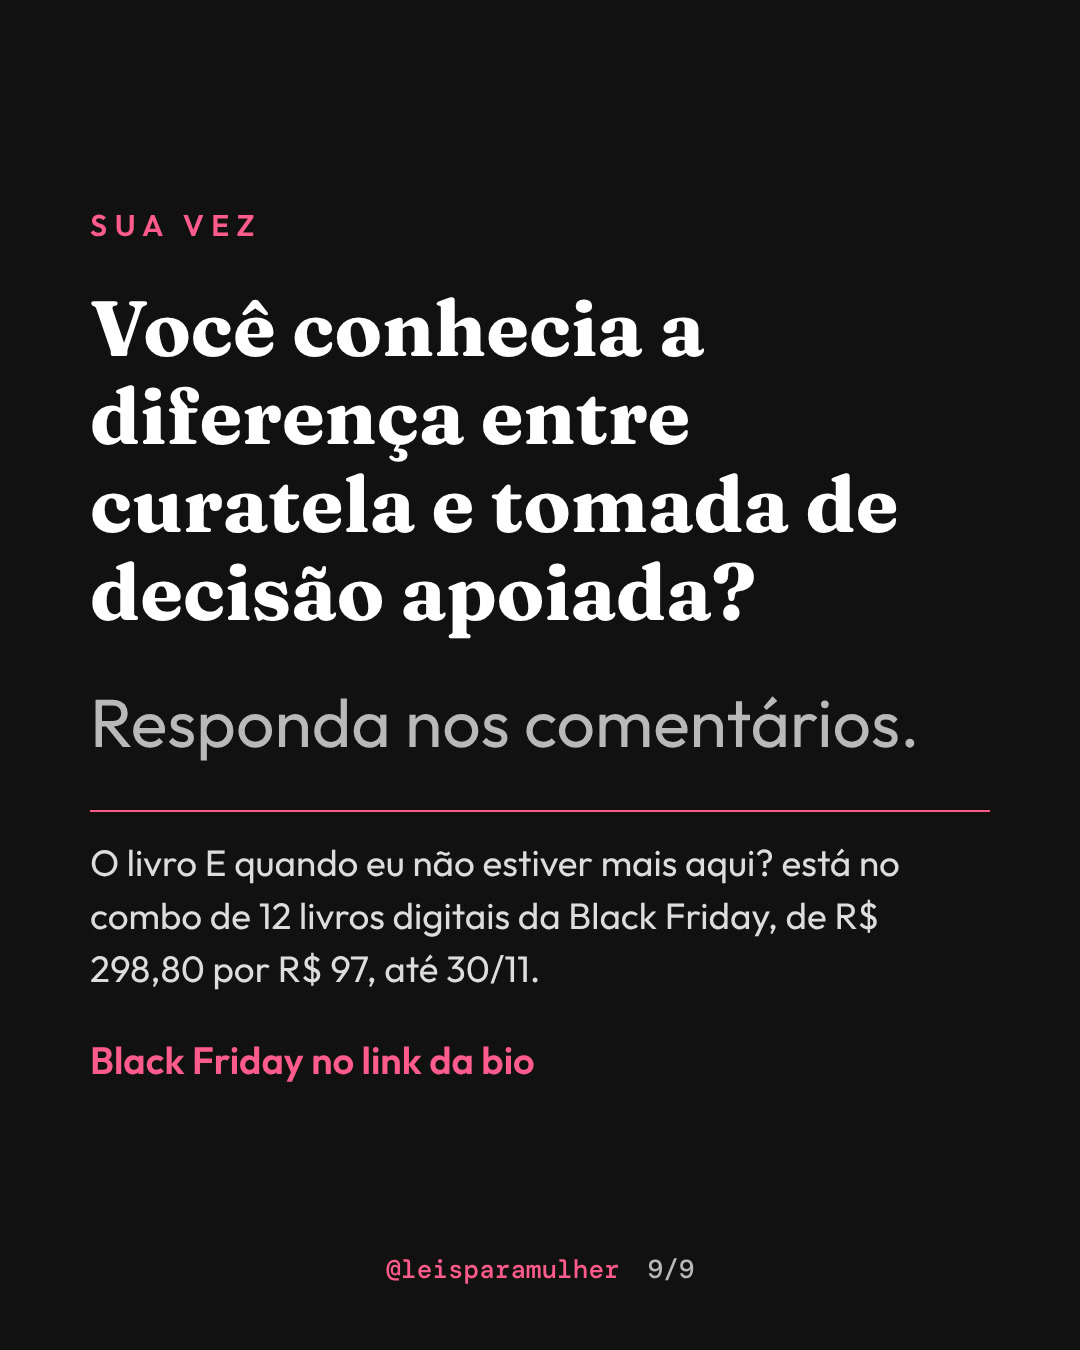 SUA VEZ
Você conhecia a
diferença entre
curatela e tomada de
decisão apoiada?
Responda nos comentários.
O livro E quando eu não estiver mais aqui? está no
combo de 12 livros digitais da Black Friday, de R$
298,80 por R$ 97, até 30/11.
Black Friday no link da bio
@leisparamulher 9/9